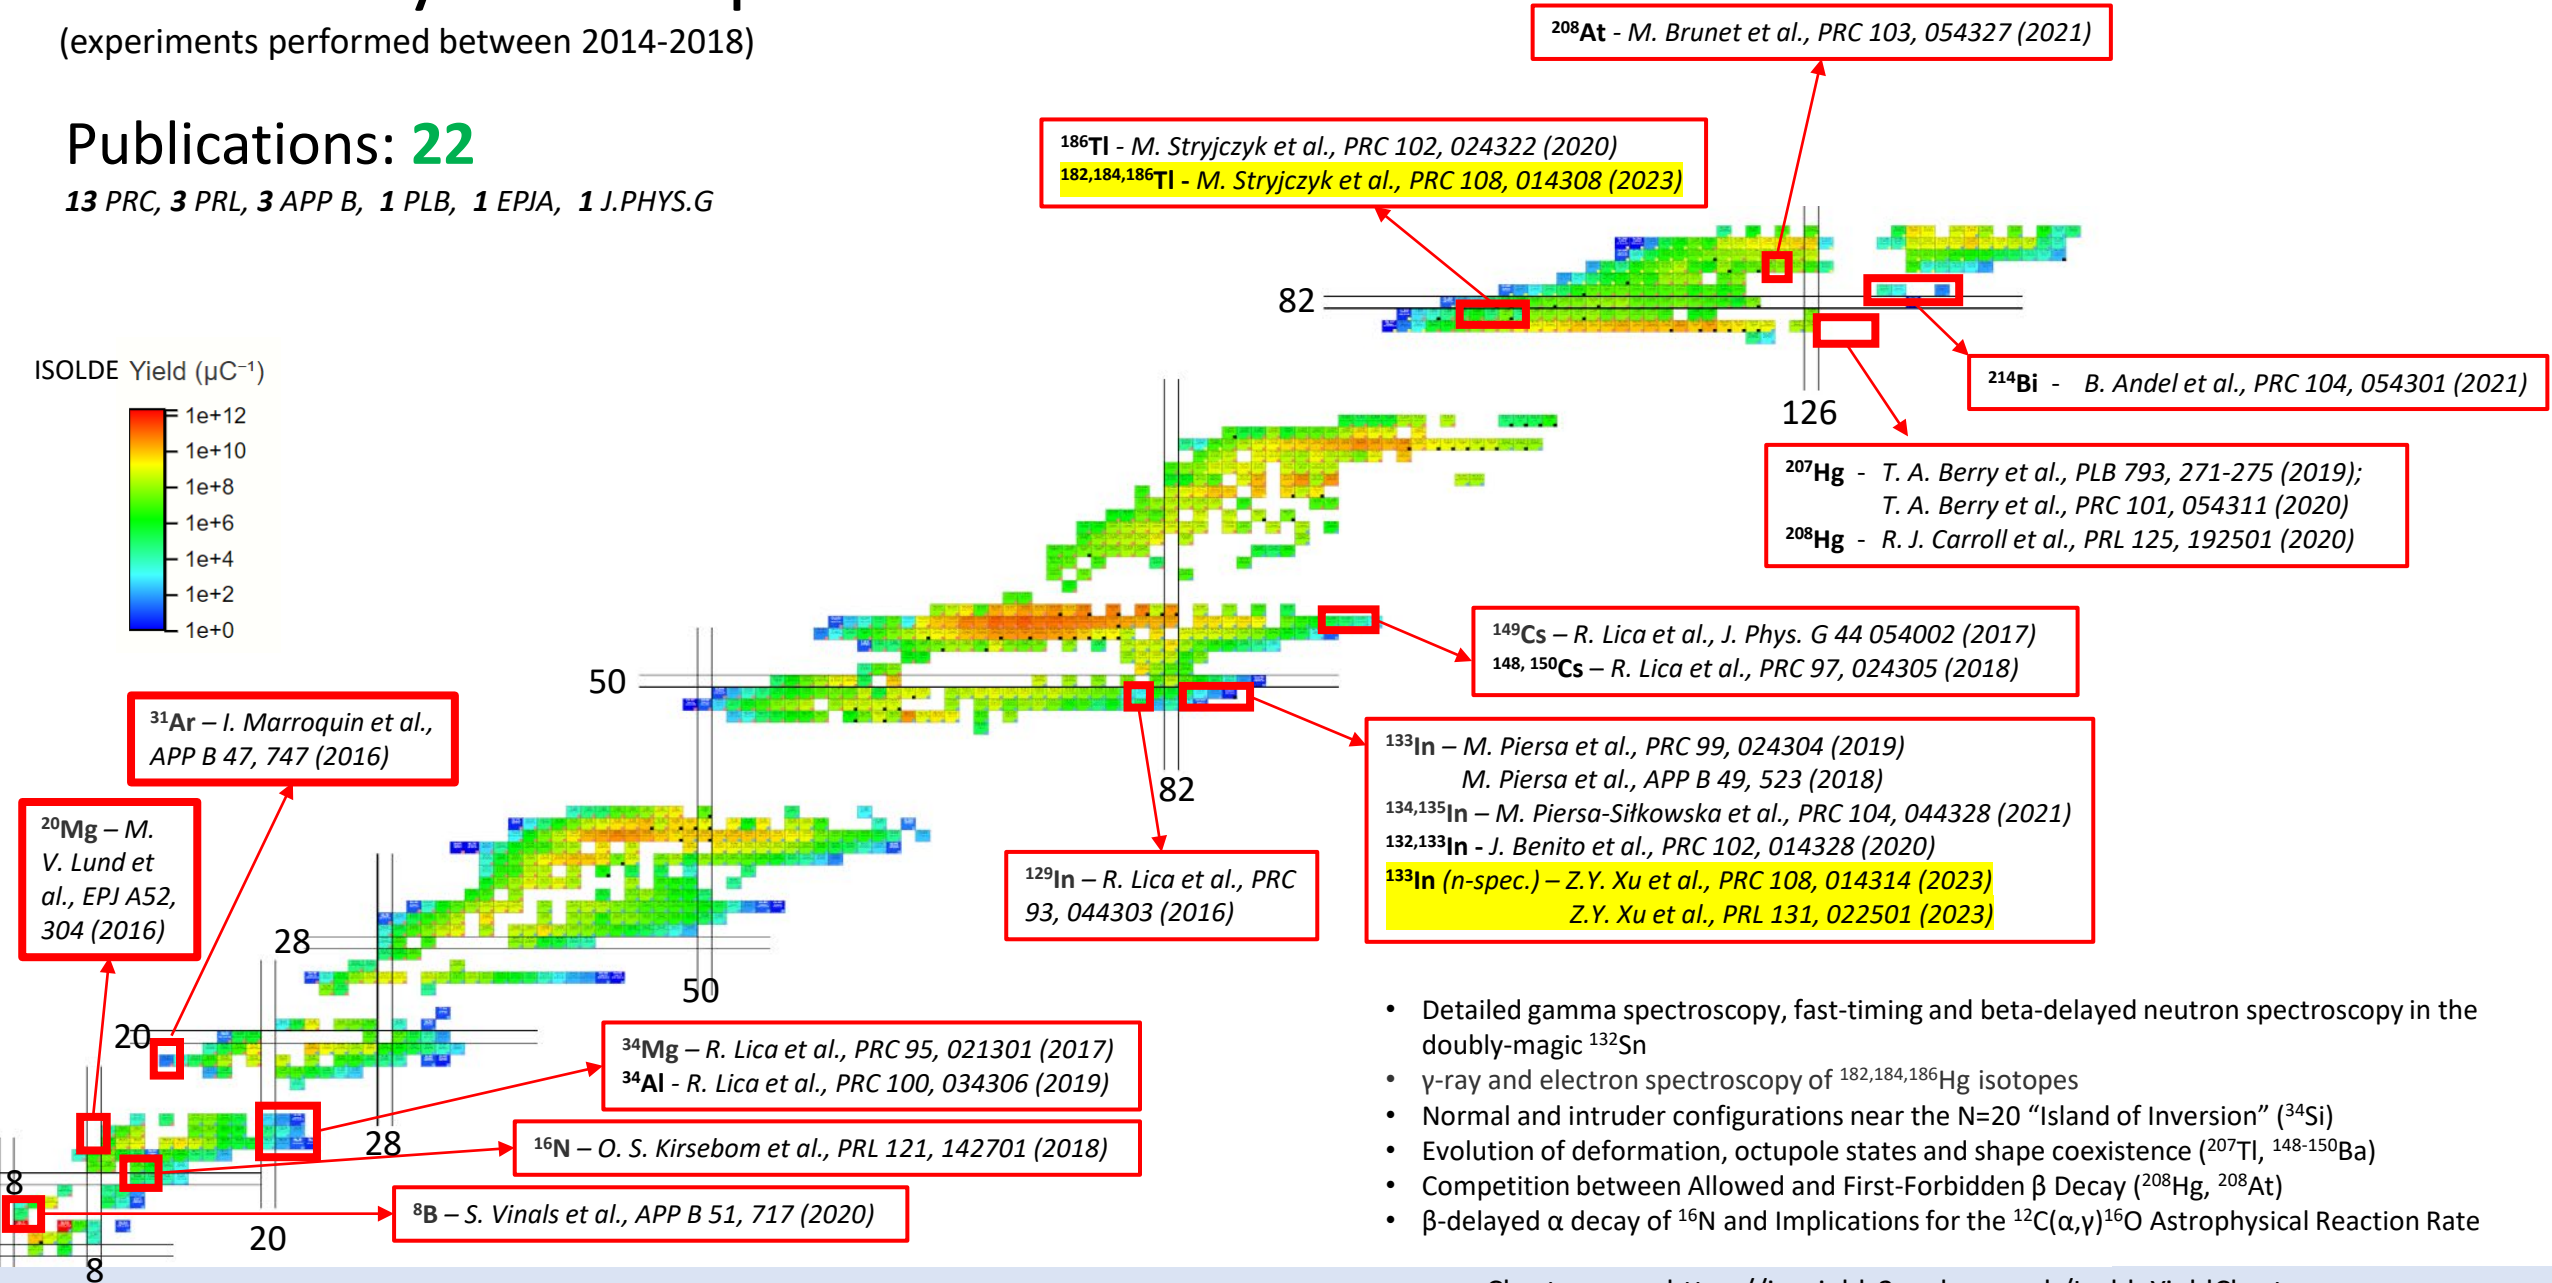 (experiments performed between 2014-2018)
Publications: 22
13 PRC, 3 PRL, 3 APP B, 1 PLB, 1 EPJA, 1 J.PHYS.G
²⁰⁸At - M. Brunet et al., PRC 103, 054327 (2021)
¹⁸⁶Tl - M. Stryjczyk et al., PRC 102, 024322 (2020)
¹⁸²,¹⁸⁴,¹⁸⁶Tl - M. Stryjczyk et al., PRC 108, 014308 (2023)
82
126
²¹⁴Bi - B. Andel et al., PRC 104, 054301 (2021)
²⁰⁷Hg - T. A. Berry et al., PLB 793, 271-275 (2019);
T. A. Berry et al., PRC 101, 054311 (2020)
²⁰⁸Hg - R. J. Carroll et al., PRL 125, 192501 (2020)
ISOLDE Yield (µC⁻¹)
1e+12
1e+10
1e+8
1e+6
1e+4
1e+2
1e+0
¹⁴⁹Cs – R. Lica et al., J. Phys. G 44 054002 (2017)
¹⁴⁸, ¹⁵⁰Cs – R. Lica et al., PRC 97, 024305 (2018)
50
82
¹³³In – M. Piersa et al., PRC 99, 024304 (2019)
M. Piersa et al., APP B 49, 523 (2018)
¹³⁴,¹³⁵In – M. Piersa-Siłkowska et al., PRC 104, 044328 (2021)
¹³²,¹³³In - J. Benito et al., PRC 102, 014328 (2020)
¹³³In (n-spec.) – Z.Y. Xu et al., PRC 108, 014314 (2023)
Z.Y. Xu et al., PRL 131, 022501 (2023)
¹²⁹In – R. Lica et al., PRC
93, 044303 (2016)
³¹Ar – I. Marroquin et al.,
APP B 47, 747 (2016)
²⁰Mg – M.
V. Lund et
al., EPJ A52,
304 (2016)
28
50
20
³⁴Mg – R. Lica et al., PRC 95, 021301 (2017)
³⁴Al - R. Lica et al., PRC 100, 034306 (2019)
28
¹⁶N – O. S. Kirsebom et al., PRL 121, 142701 (2018)
8
⁸B – S. Vinals et al., APP B 51, 717 (2020)
20
8
• Detailed gamma spectroscopy, fast-timing and beta-delayed neutron spectroscopy in the
doubly-magic ¹³²Sn
• γ-ray and electron spectroscopy of ¹⁸²,¹⁸⁴,¹⁸⁶Hg isotopes
• Normal and intruder configurations near the N=20 “Island of Inversion” (³⁴Si)
• Evolution of deformation, octupole states and shape coexistence (²⁰⁷Tl, ¹⁴⁸⁻¹⁵⁰Ba)
• Competition between Allowed and First-Forbidden β Decay (²⁰⁸Hg, ²⁰⁸At)
• β-delayed α decay of ¹⁶N and Implications for the ¹²C(α,γ)¹⁶O Astrophysical Reaction Rate